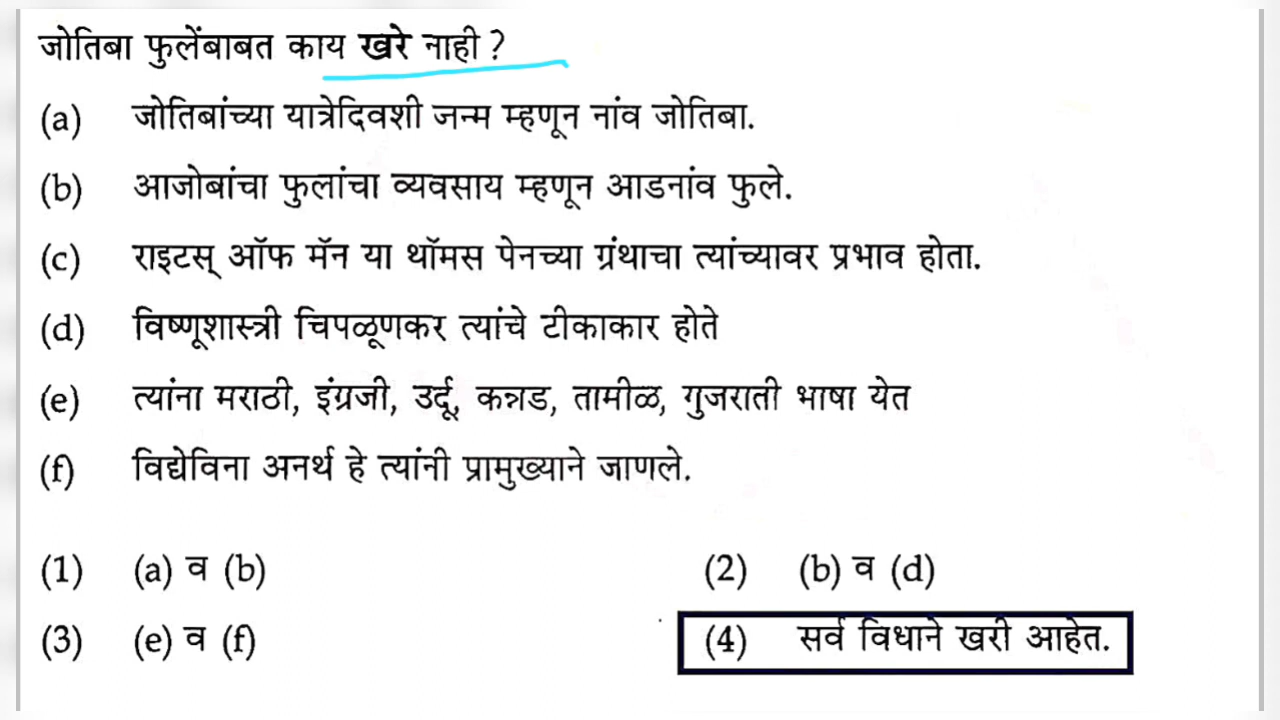 जोतिबा फुलेंबाबत काय खरे नाही ?
(a) जोतिबांच्या यात्रेदिवशी जन्म म्हणून नांव जोतिबा.
(b) आजोबांचा फुलांचा व्यवसाय म्हणून आडनांव फुले.
(c) राइटस् ऑफ मॅन या थॉमस पेनच्या ग्रंथाचा त्यांच्यावर प्रभाव होता.
(d) विष्णूशास्त्री चिपळूणकर त्यांचे टीकाकार होते
(e) त्यांना मराठी, इंग्रजी, उर्दू, कन्नड, तामीळ, गुजराती भाषा येत
(f) विद्येविना अनर्थ हे त्यांनी प्रामुख्याने जाणले.
(1) (a) व (b) (2) (b) व (d)
(3) (e) व (f) (4) सर्व विधाने खरी आहेत.